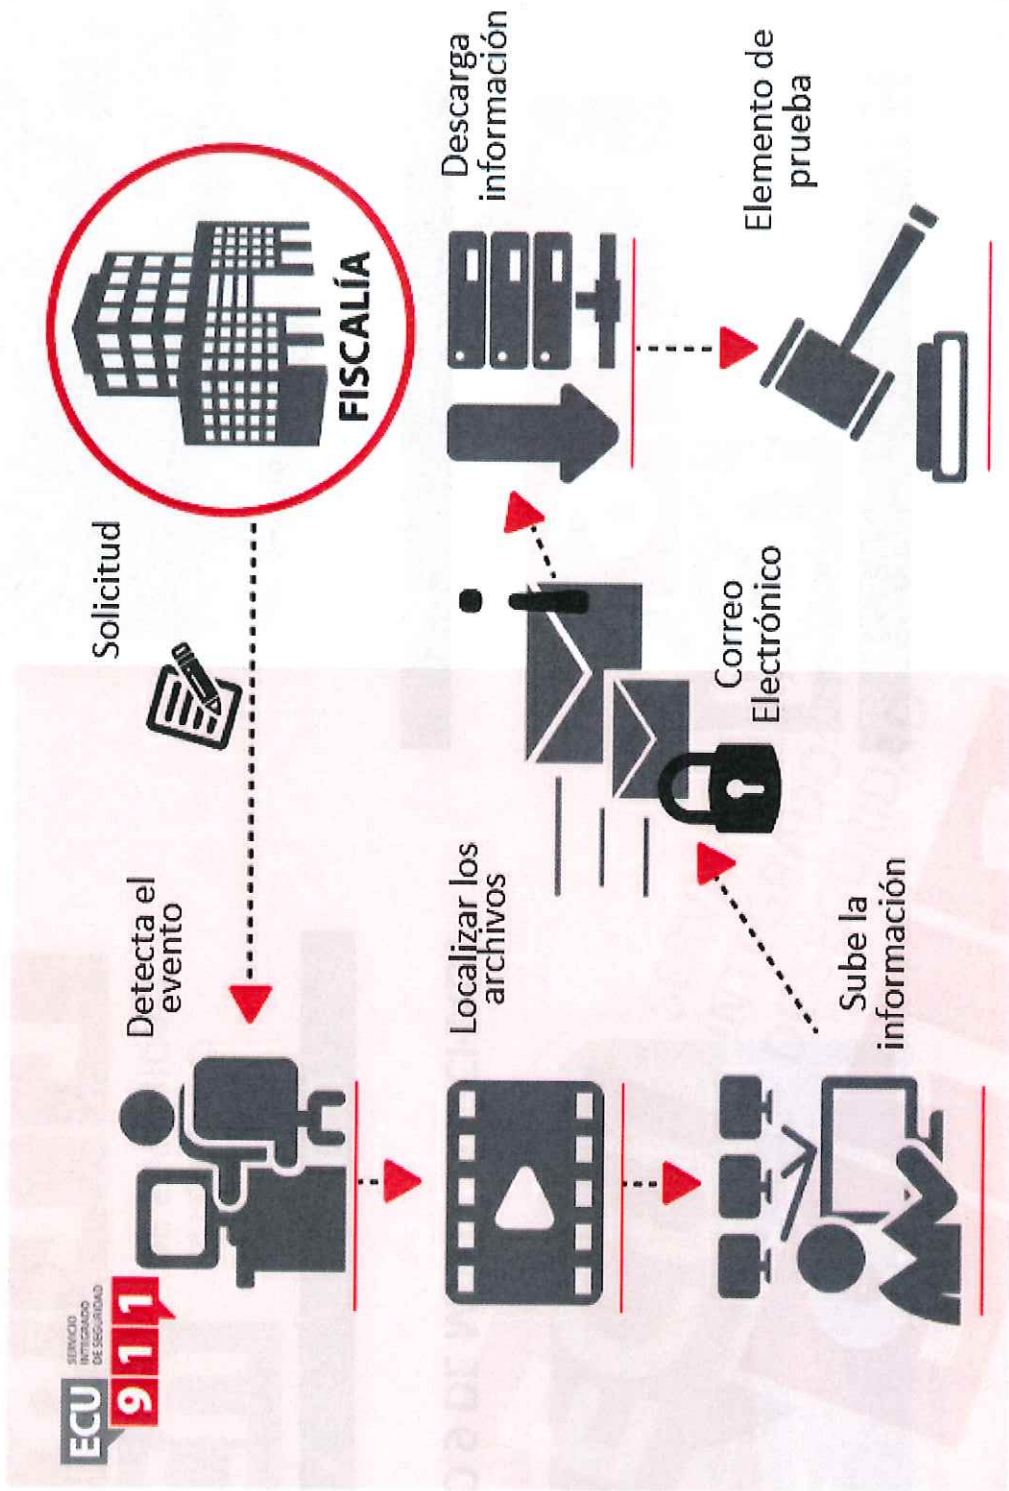 ECU
911
SERVICIO
INTEGRADO
DE SEGURIDAD
Detecta el
evento
Solicitud
FISCALÍA
Localizar los
archivos
Descarga
información
Sube la
información
Correo
Electrónico
Elemento de
prueba